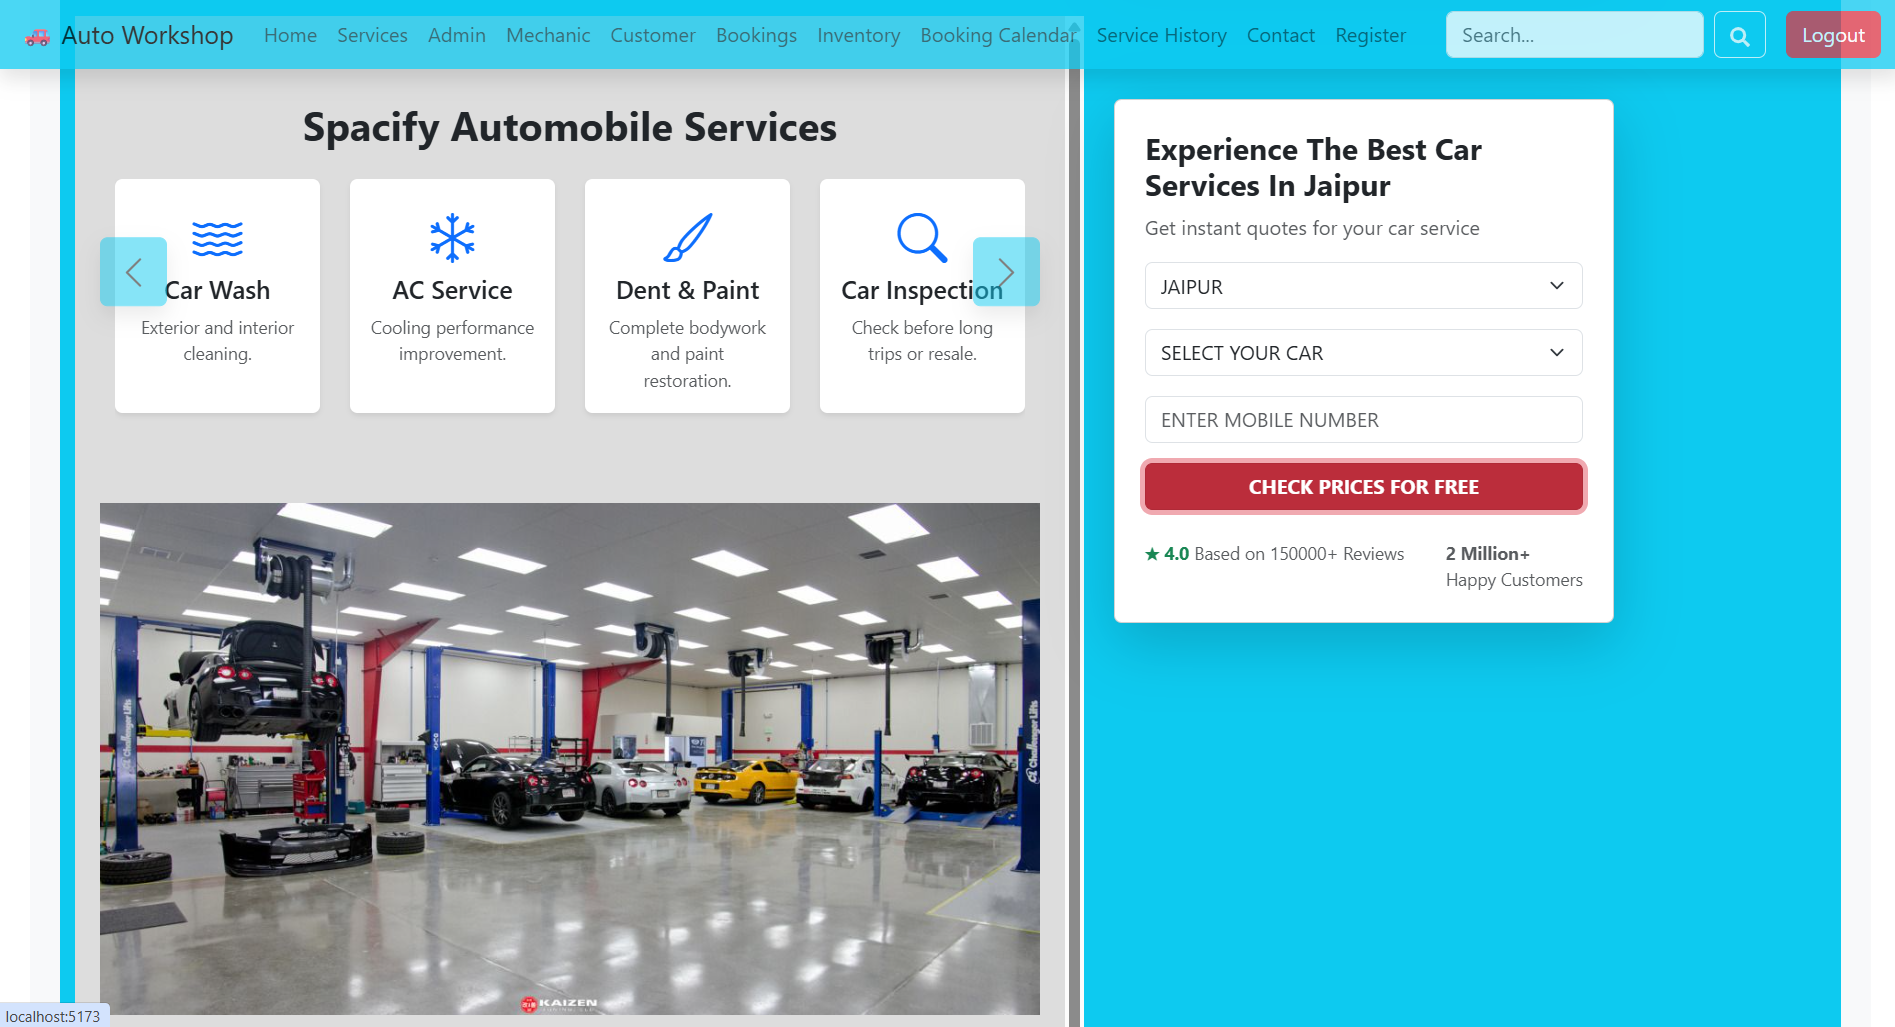 Auto Workshop
Home
Services
Admin
Mechanic
Customer
Bookings
Inventory
Booking Calendar
Service History
Contact
Register
Search...
Logout
Spacify Automobile Services
Car Wash
Exterior and interior
cleaning.
AC Service
Cooling performance
improvement.
Dent & Paint
Complete bodywork
and paint
restoration.
Car Inspection
Check before long
trips or resale.
Challenger Lifts
Challenger Lifts
KAIZEN
Experience The Best Car
Services In Jaipur
Get instant quotes for your car service
JAIPUR
SELECT YOUR CAR
ENTER MOBILE NUMBER
CHECK PRICES FOR FREE
★ 4.0 Based on 150000+ Reviews
2 Million+
Happy Customers
localhost:5173